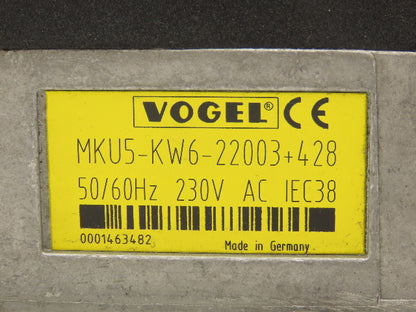 VOGEL® CE
MKU5-KW6-22003+428
50/60Hz 230V AC IEC38
0001463482
Made in Germany